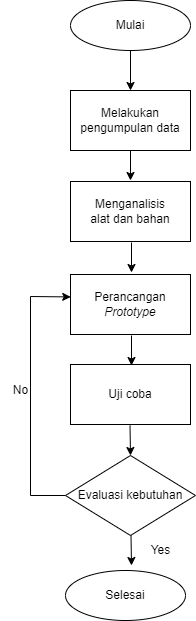 Mulai
Melakukan
pengumpulan data
Menganalisis
alat dan bahan
Perancangan
Prototype
No
Uji coba
Evaluasi kebutuhan
Yes
Selesai